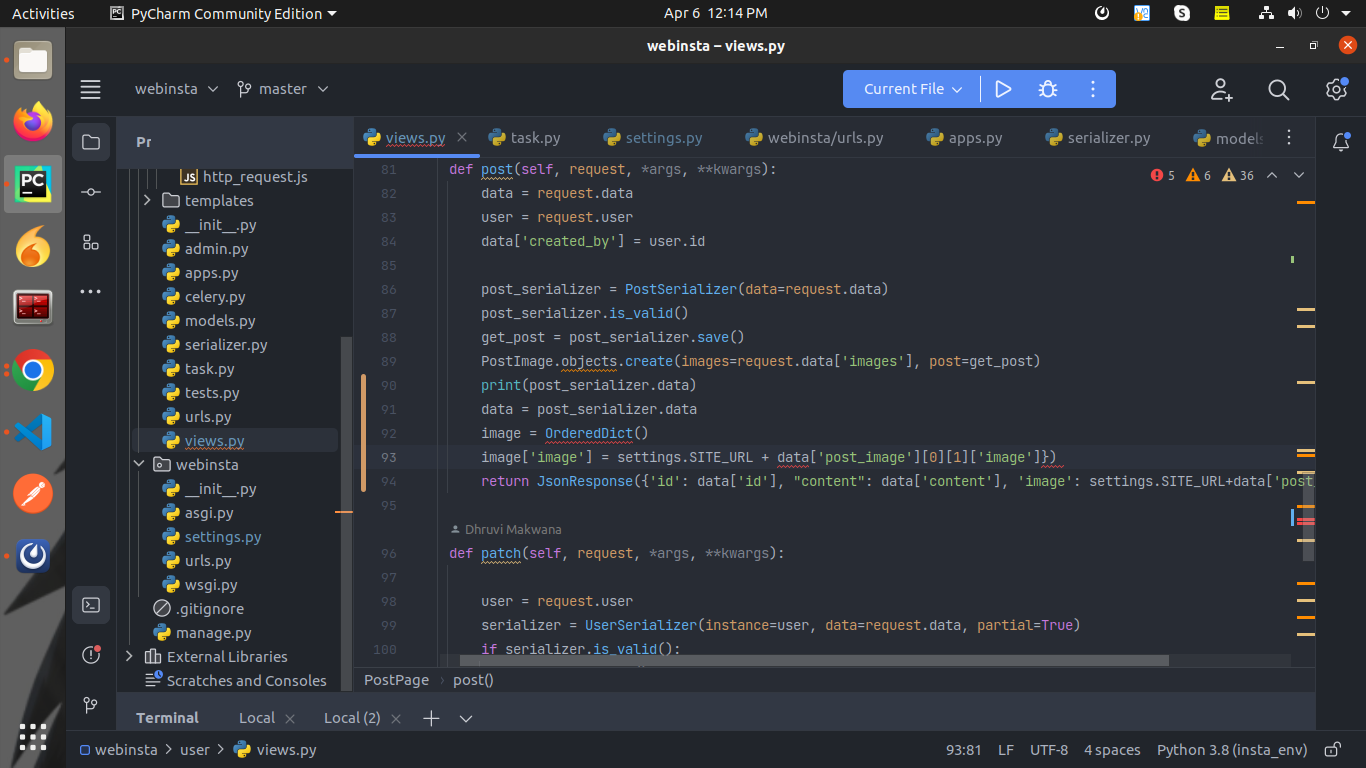 Activities PyCharm Community Edition Apr 6 12:14 PM
webinsta – views.py
webinsta master Current File
Pr views.py task.py settings.py webinsta/urls.py apps.py serializer.py models
http_request.js
templates
__init__.py
admin.py
apps.py
celery.py
models.py
serializer.py
task.py
tests.py
urls.py
views.py
webinsta
__init__.py
asgi.py
settings.py
urls.py
wsgi.py
.gitignore
manage.py
External Libraries
Scratches and Consoles
5 6 36
81 def post(self, request, *args, **kwargs):
82 data = request.data
83 user = request.user
84 data['created_by'] = user.id
85
86 post_serializer = PostSerializer(data=request.data)
87 post_serializer.is_valid()
88 get_post = post_serializer.save()
89 PostImage.objects.create(images=request.data['images'], post=get_post)
90 print(post_serializer.data)
91 data = post_serializer.data
92 image = OrderedDict()
93 image['image'] = settings.SITE_URL + data['post_image'][0][1]['image']})
94 return JsonResponse({'id': data['id'], "content": data['content'], 'image': settings.SITE_URL+data['post
95
Dhruvi Makwana
96 def patch(self, request, *args, **kwargs):
97
98 user = request.user
99 serializer = UserSerializer(instance=user, data=request.data, partial=True)
100 if serializer.is_valid():
PostPage post()
Terminal Local Local (2)
webinsta user views.py 93:81 LF UTF-8 4 spaces Python 3.8 (insta_env)